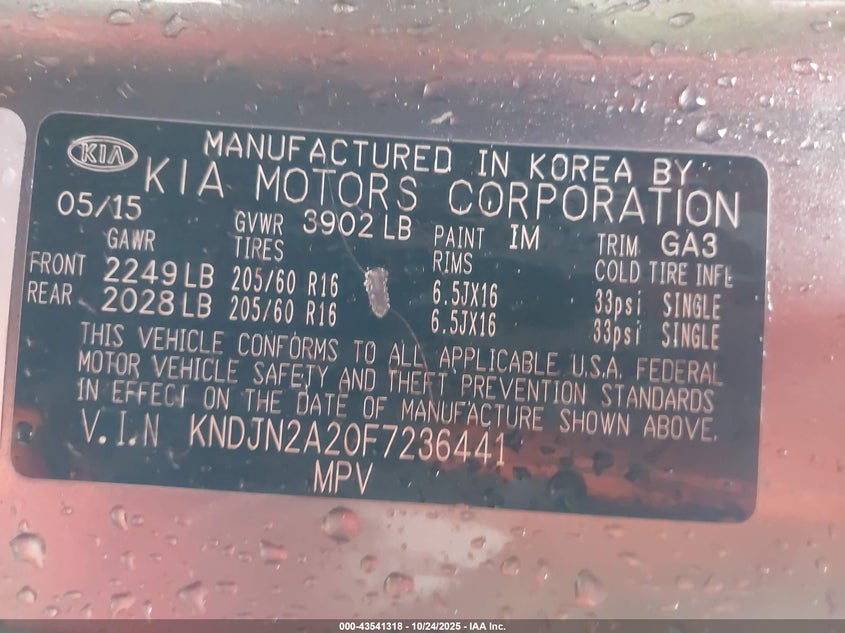 KIA MANUFACTURED IN KOREA BY
KIA MOTORS CORPORATION
05/15 GVWR 3902 LB PAINT IM TRIM GA3
GAWR TIRES RIMS COLD TIRE INFL
FRONT 2249 LB 205/60 R16 6.5JX16 33psi SINGLE
REAR 2028 LB 205/60 R16 6.5JX16 33psi SINGLE
THIS VEHICLE CONFORMS TO ALL APPLICABLE U.S.A. FEDERAL
MOTOR VEHICLE SAFETY AND THEFT PREVENTION STANDARDS
IN EFFECT ON THE DATE OF MANUFACTURE SHOWN ABOVE.
V.I.N KNDJN2A20F7236441
MPV
000-43541318 - 10/24/2025 - IAA Inc.